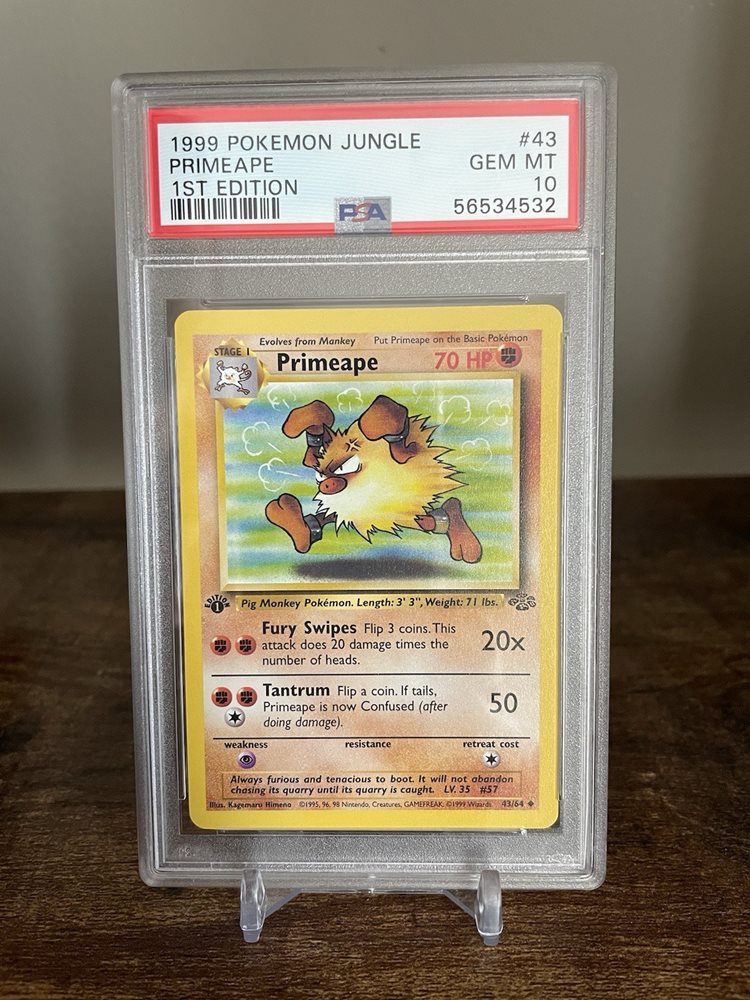 1999 POKEMON JUNGLE #43
PRIMEAPE GEM MT
1ST EDITION 10
PSA 56534532
Evolves from Mankey Put Primeape on the Basic Pokémon
STAGE 1
Primeape 70 HP
EDITION 1
Pig Monkey Pokémon. Length: 3' 3", Weight: 71 lbs.
Fury Swipes Flip 3 coins. This
attack does 20 damage times the
number of heads.
20x
Tantrum Flip a coin. If tails,
Primeape is now Confused (after
doing damage).
50
weakness resistance retreat cost
Always furious and tenacious to boot. It will not abandon
chasing its quarry until its quarry is caught. LV. 35 #57
Illus. Kagemaru Himeno ©1995, 96, 98 Nintendo, Creatures, GAMEFREAK. ©1999 Wizards. 43/64